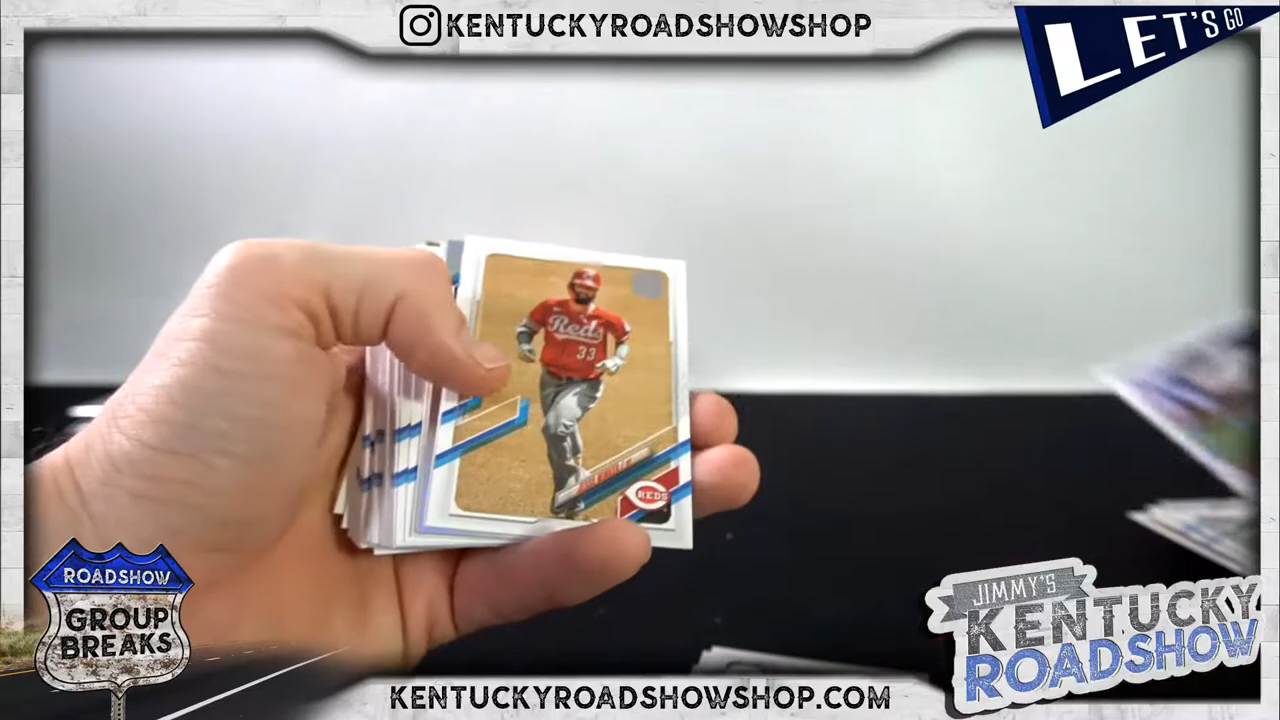 KENTUCKYROADSHOWSHOP
LET'S GO
Reds
33
REDS
ROADSHOW
GROUP
BREAKS
JIMMY'S
KENTUCKY
ROADSHOW
KENTUCKYROADSHOWSHOP.COM